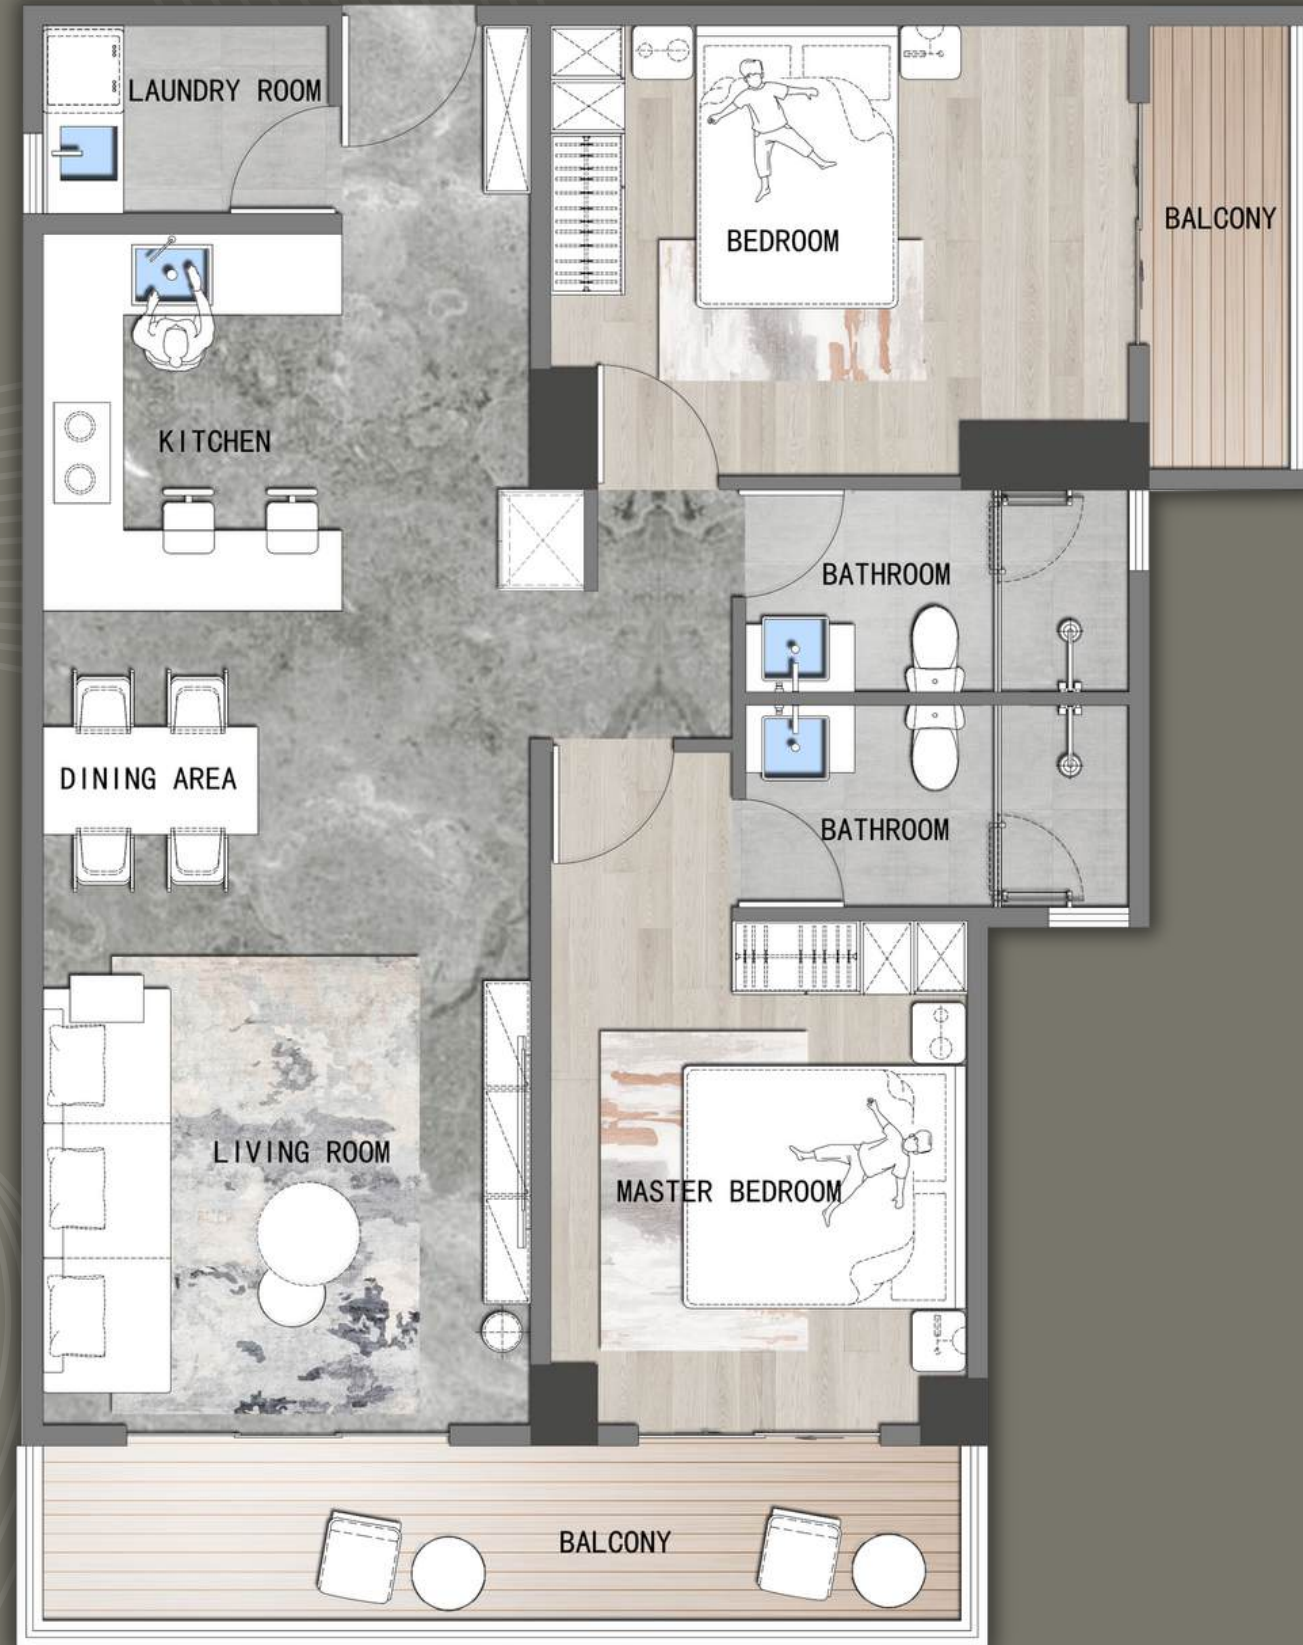 LAUNDRY ROOM
BEDROOM
BALCONY
KITCHEN
BATHROOM
DINING AREA
BATHROOM
LIVING ROOM
MASTER BEDROOM
BALCONY